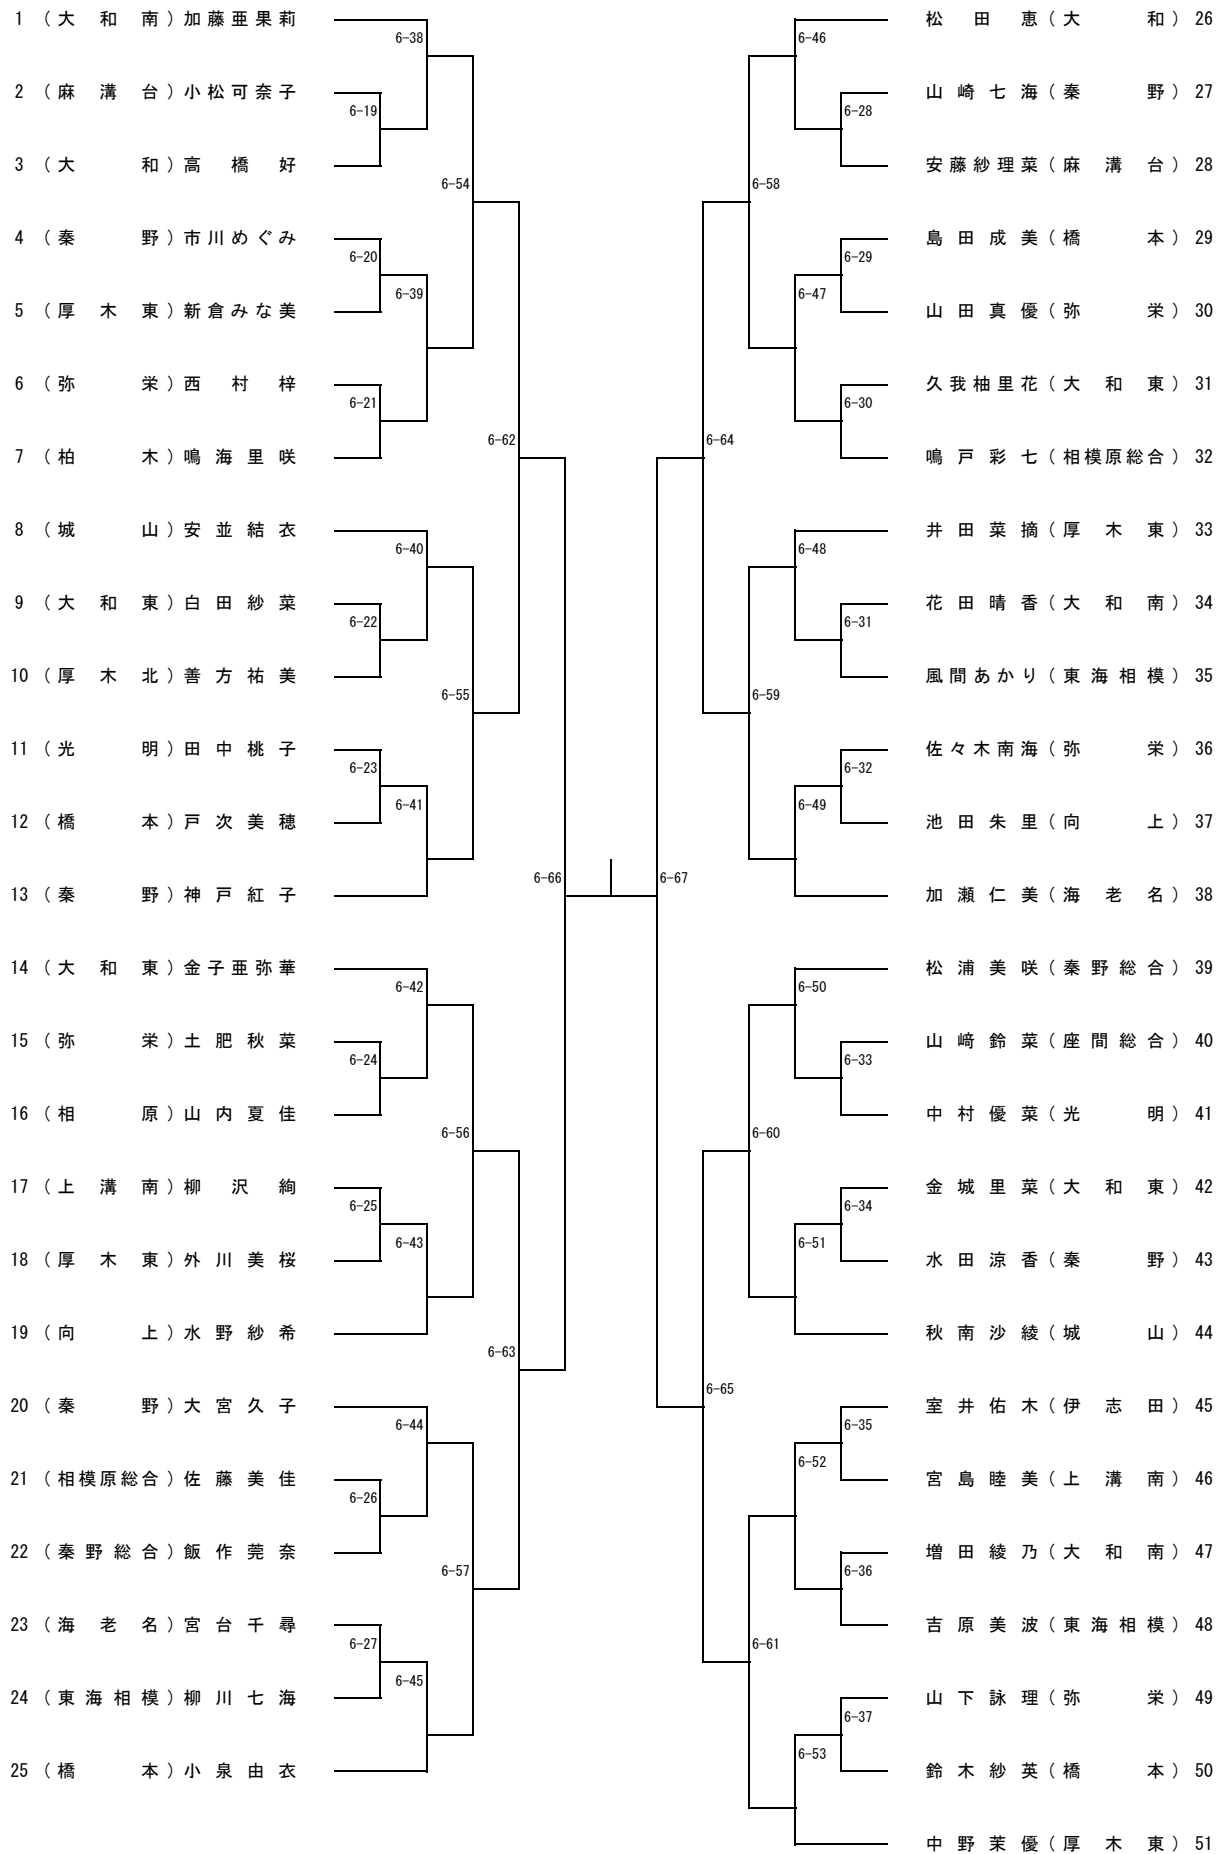 1 （大和南）加藤亜果莉
6-38
2 （麻溝台）小松可奈子
6-19
3 （大和）高橋好
6-54
4 （秦野）市川めぐみ
6-20
6-39
5 （厚木東）新倉みな美
6 （弥栄）西村梓
6-21
6-62
7 （柏木）鳴海里咲
8 （城山）安並結衣
6-40
9 （大和東）白田紗菜
6-22
10 （厚木北）善方祐美
6-55
11 （光明）田中桃子
6-23
6-41
12 （橋本）戸次美穂
6-66
13 （秦野）神戸紅子
14 （大和東）金子亜弥華
6-42
15 （弥栄）土肥秋菜
6-24
16 （相原）山内夏佳
6-56
17 （上溝南）柳沢絢
6-25
6-43
18 （厚木東）外川美桜
19 （向上）水野紗希
6-63
20 （秦野）大宮久子
6-44
21 （相模原総合）佐藤美佳
6-26
22 （秦野総合）飯作莞奈
6-57
23 （海老名）宮台千尋
6-27
6-45
24 （東海相模）柳川七海
25 （橋本）小泉由衣
松田恵（大和） 26
6-46
山崎七海（秦野） 27
6-28
安藤紗理菜（麻溝台） 28
6-58
島田成美（橋本） 29
6-29
6-47
山田真優（弥栄） 30
久我柚里花（大和東） 31
6-30
6-64
鳴戸彩七（相模原総合） 32
井田菜摘（厚木東） 33
6-48
花田晴香（大和南） 34
6-31
風間あかり（東海相模） 35
6-59
佐々木南海（弥栄） 36
6-32
6-49
池田朱里（向上） 37
6-67
加瀬仁美（海老名） 38
松浦美咲（秦野総合） 39
6-50
山﨑鈴菜（座間総合） 40
6-33
中村優菜（光明） 41
6-60
金城里菜（大和東） 42
6-34
6-51
水田涼香（秦野） 43
秋南沙綾（城山） 44
6-65
室井佑木（伊志田） 45
6-35
6-52
宮島睦美（上溝南） 46
増田綾乃（大和南） 47
6-36
吉原美波（東海相模） 48
6-61
山下詠理（弥栄） 49
6-37
6-53
鈴木紗英（橋本） 50
中野茉優（厚木東） 51